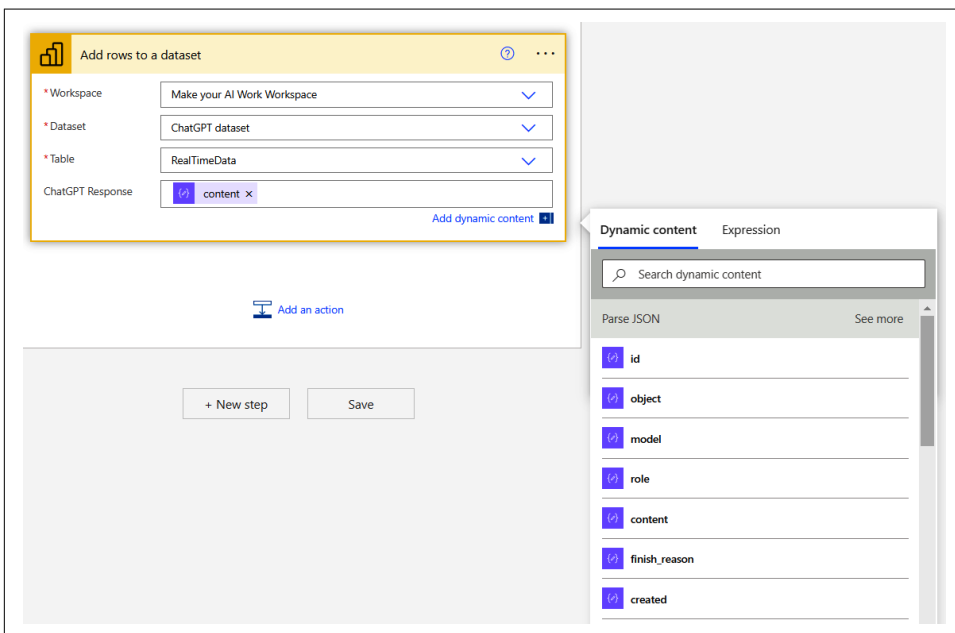 Add rows to a dataset
* Workspace Make your AI Work Workspace
* Dataset ChatGPT dataset
* Table RealTimeData
ChatGPT Response content ×
Add dynamic content
Add an action
+ New step Save
Dynamic content Expression
Search dynamic content
Parse JSON See more
id
object
model
role
content
finish_reason
created